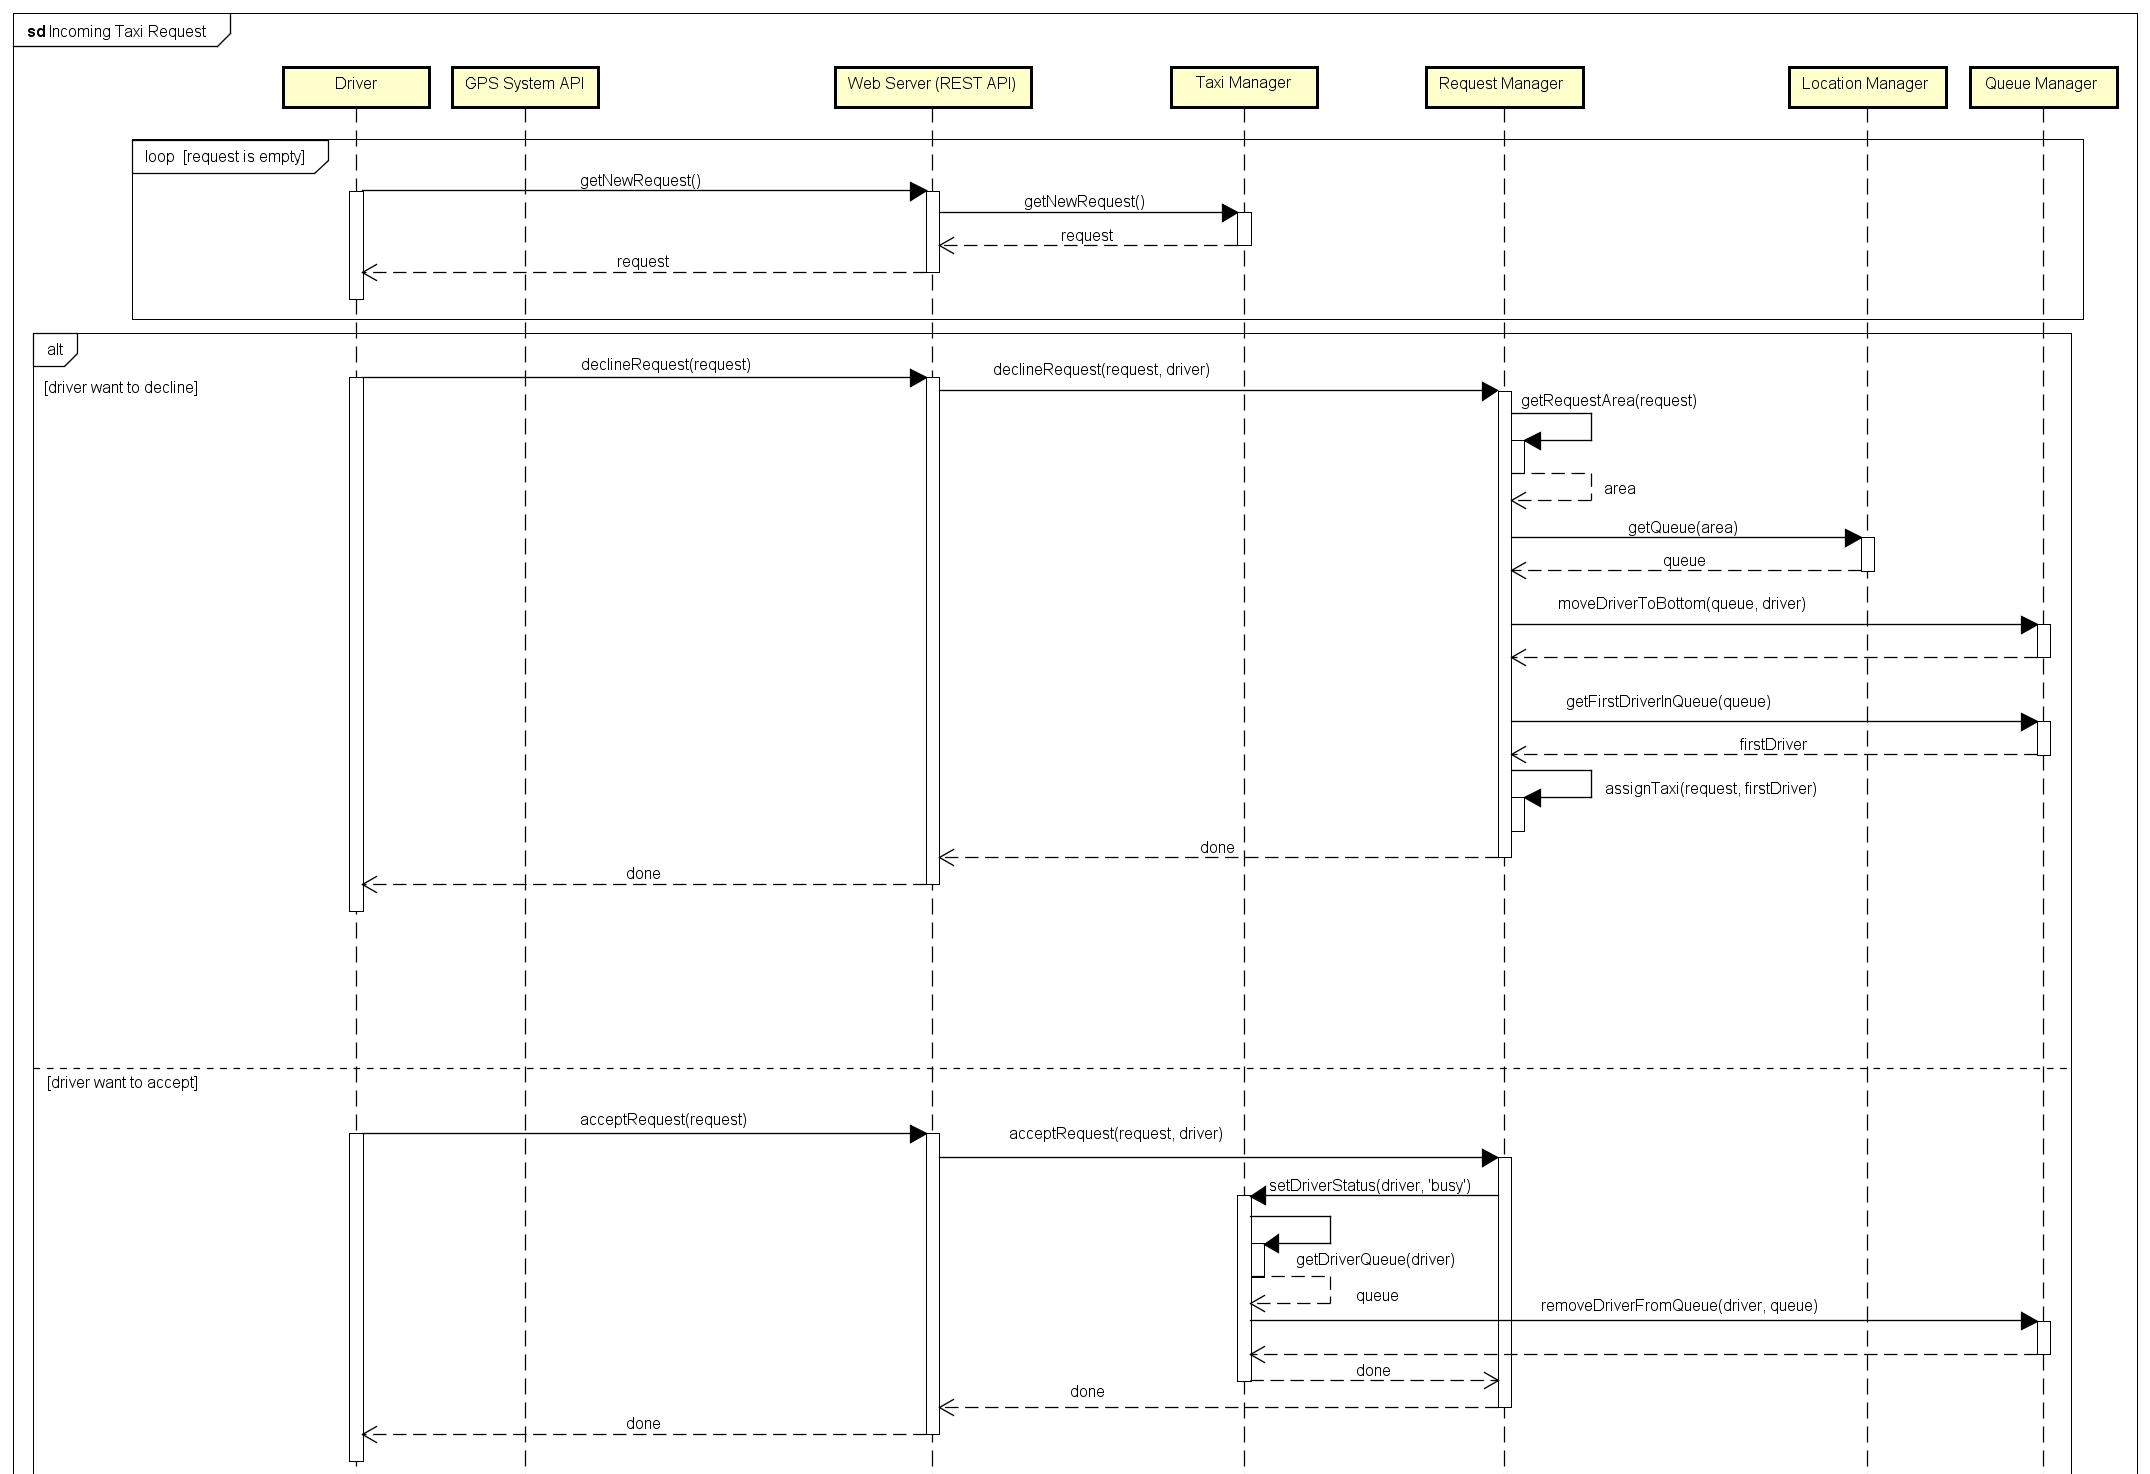 sd Incoming Taxi Request
Driver
GPS System API
Web Server (REST API)
Taxi Manager
Request Manager
Location Manager
Queue Manager
loop [request is empty]
getNewRequest()
getNewRequest()
request
request
alt
[driver want to decline]
declineRequest(request)
declineRequest(request, driver)
getRequestArea(request)
area
getQueue(area)
queue
moveDriverToBottom(queue, driver)
getFirstDriverInQueue(queue)
firstDriver
assignTaxi(request, firstDriver)
done
done
[driver want to accept]
acceptRequest(request)
acceptRequest(request, driver)
setDriverStatus(driver, 'busy')
getDriverQueue(driver)
queue
removeDriverFromQueue(driver, queue)
done
done
done